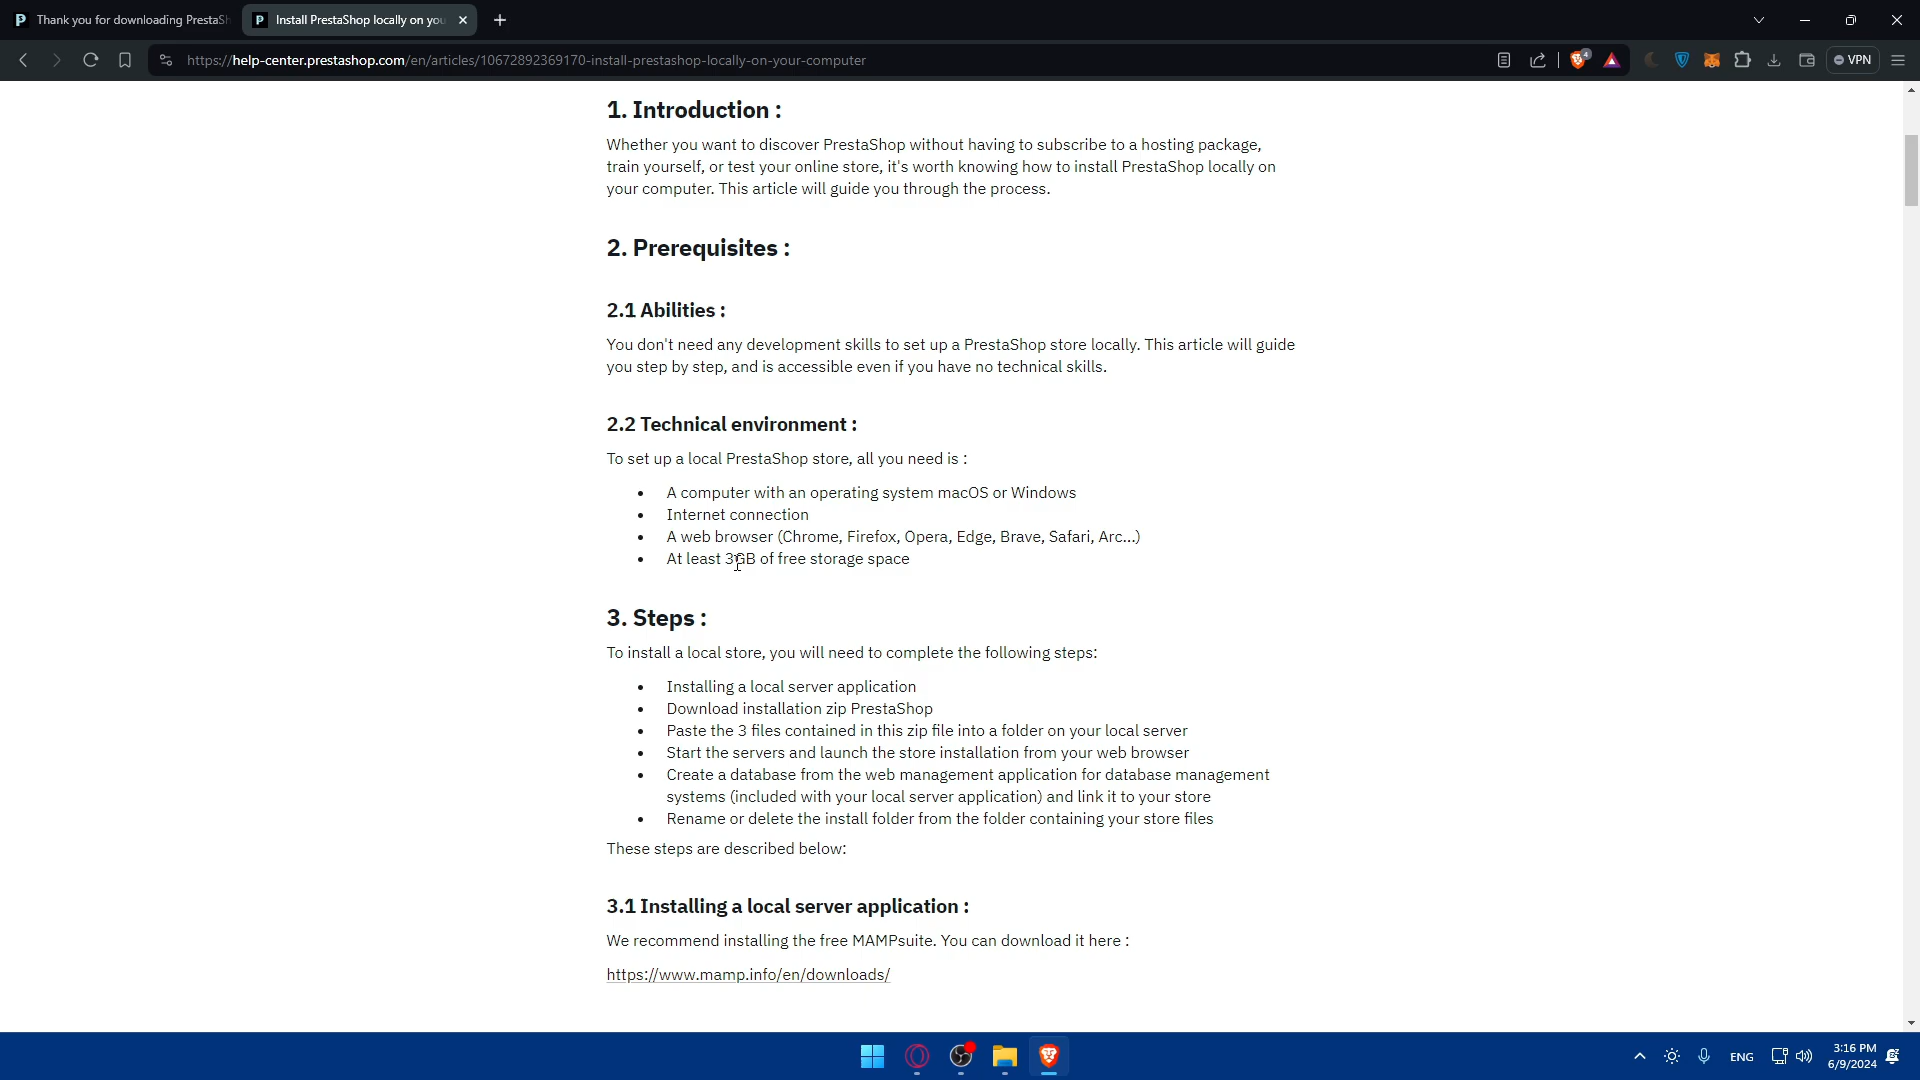 Thank you for downloading PrestaSh
Install PrestaShop locally on you
https://help-center.prestashop.com/en/articles/10672892369170-install-prestashop-locally-on-your-computer
4
VPN
1. Introduction :
Whether you want to discover PrestaShop without having to subscribe to a hosting package,
train yourself, or test your online store, it's worth knowing how to install PrestaShop locally on
your computer. This article will guide you through the process.
2. Prerequisites :
2.1 Abilities :
You don't need any development skills to set up a PrestaShop store locally. This article will guide
you step by step, and is accessible even if you have no technical skills.
2.2 Technical environment :
To set up a local PrestaShop store, all you need is :
• A computer with an operating system macOS or Windows
• Internet connection
• A web browser (Chrome, Firefox, Opera, Edge, Brave, Safari, Arc...)
• At least 3GB of free storage space
3. Steps :
To install a local store, you will need to complete the following steps:
• Installing a local server application
• Download installation zip PrestaShop
• Paste the 3 files contained in this zip file into a folder on your local server
• Start the servers and launch the store installation from your web browser
• Create a database from the web management application for database management
systems (included with your local server application) and link it to your store
• Rename or delete the install folder from the folder containing your store files
These steps are described below:
3.1 Installing a local server application :
We recommend installing the free MAMPsuite. You can download it here :
https://www.mamp.info/en/downloads/
ENG
3:16 PM
6/9/2024